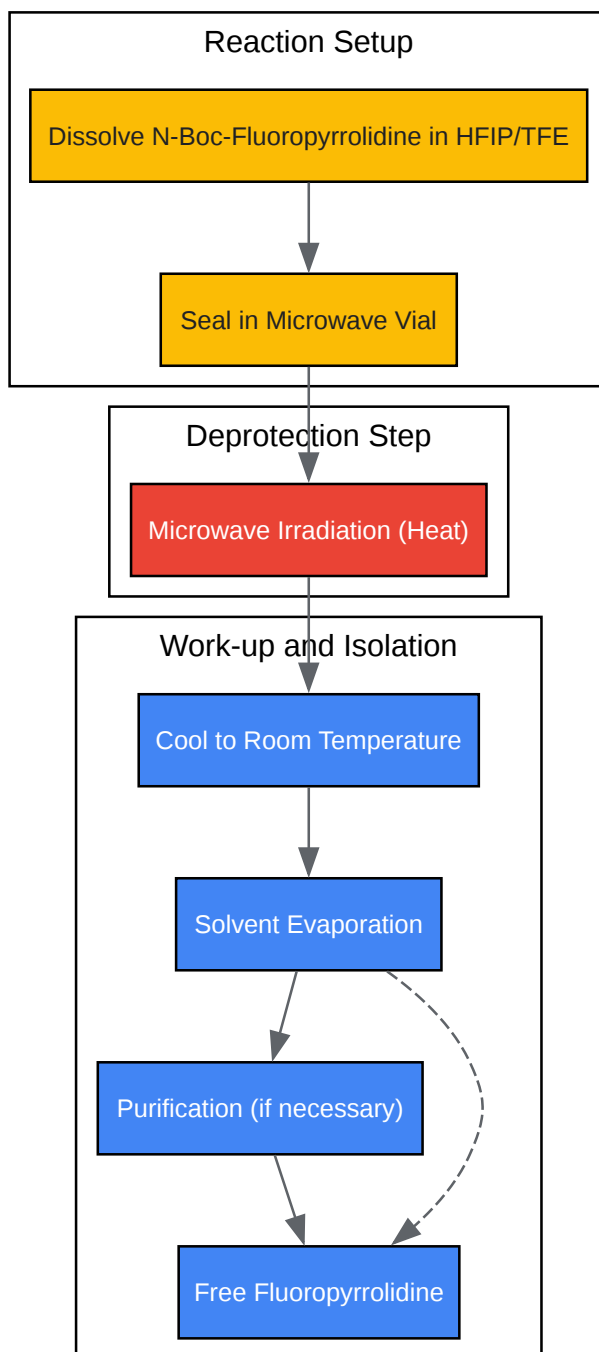 Reaction Setup
Dissolve N-Boc-Fluoropyrrolidine in HFIP/TFE
Seal in Microwave Vial
Deprotection Step
Microwave Irradiation (Heat)
Work-up and Isolation
Cool to Room Temperature
Solvent Evaporation
Purification (if necessary)
Free Fluoropyrrolidine